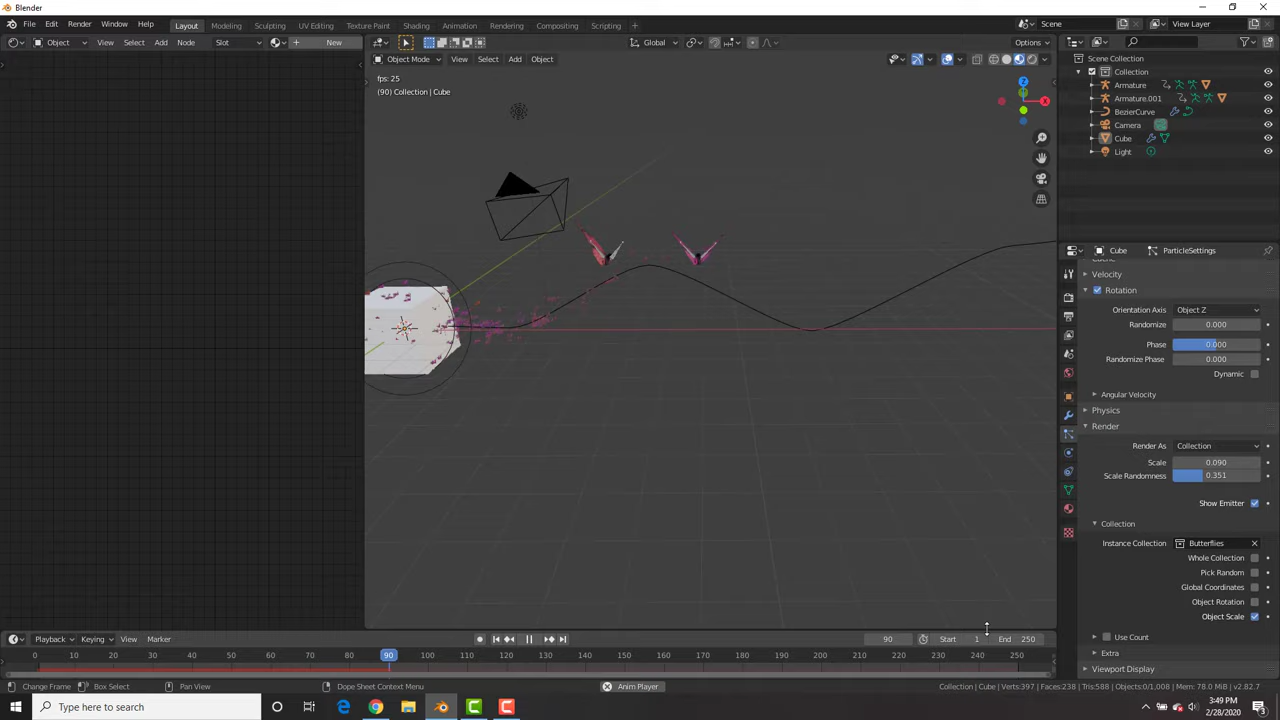 Blender
File Edit Render Window Help Layout Modeling Sculpting UV Editing Texture Paint Shading Animation Rendering Compositing Scripting + Scene View Layer
Object View Select Add Node Slot + New Global Options
Object Mode View Select Add Object
Scene Collection
fps: 25
Collection
(90) Collection | Cube
Armature
Armature.001
BezierCurve
Camera
Cube
Light
Cube ParticleSettings
Velocity
Rotation
Orientation Axis Object Z
Randomize 0.000
Phase 0.000
Randomize Phase 0.000
Dynamic
Angular Velocity
Physics
Render
Render As Collection
Scale 0.090
Scale Randomness 0.351
Show Emitter
Collection
Instance Collection Butterflies
Whole Collection
Pick Random
Global Coordinates
Object Rotation
Object Scale
Use Count
Extra
Viewport Display
Playback Keying View Marker 90 Start 1 End 250
0 10 20 30 40 50 60 70 80 90 100 110 120 130 140 150 160 170 180 190 200 210 220 230 240 250
Change Frame Box Select Pan View Dope Sheet Context Menu Anim Player Collection | Cube | Verts:397 | Faces:238 | Tris:588 | Objects:0/1,008 | Mem: 78.0 MiB | v2.82.7
Type here to search
3:49 PM
2/28/2020